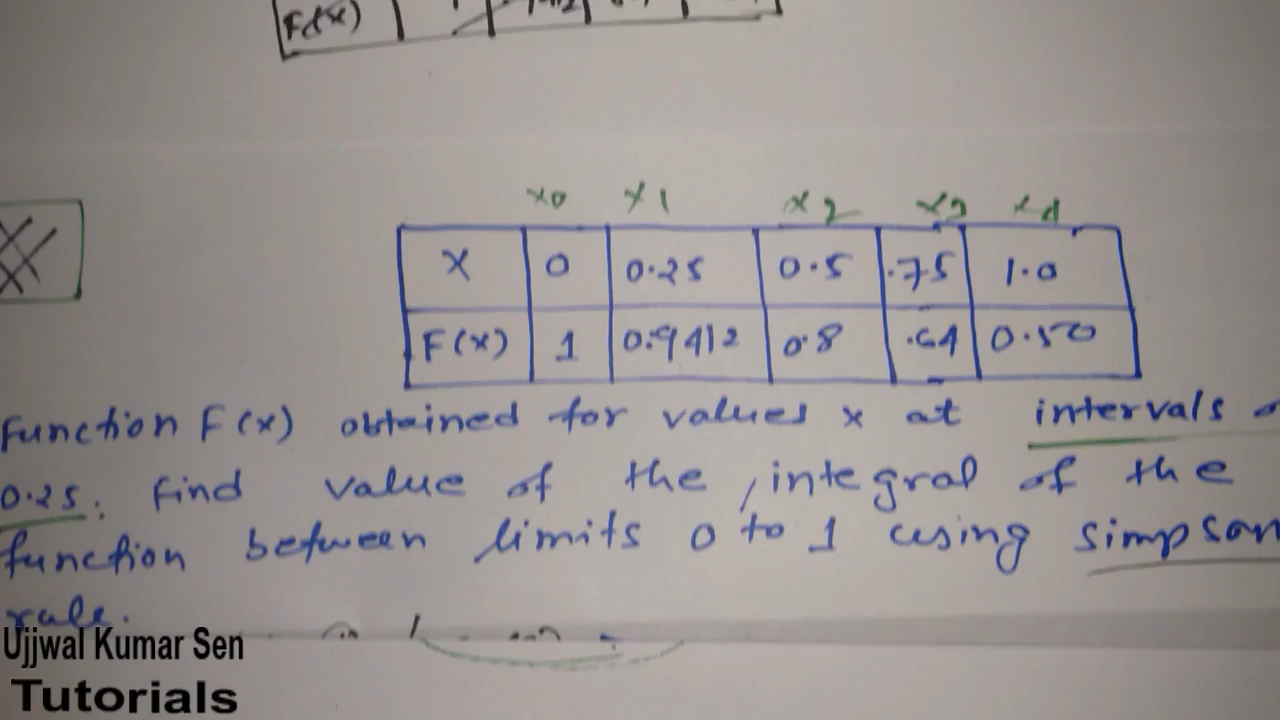 F(x)
x0 x1 x2 x3 x4
X 0 0.25 0.5 .75 1.0
F(x) 1 0.9412 0.8 .64 0.50
function F(x) obtained for values x at intervals
0.25. find value of the integral of the
function between limits 0 to 1 using simpson
rule.
Ujjwal Kumar Sen
Tutorials